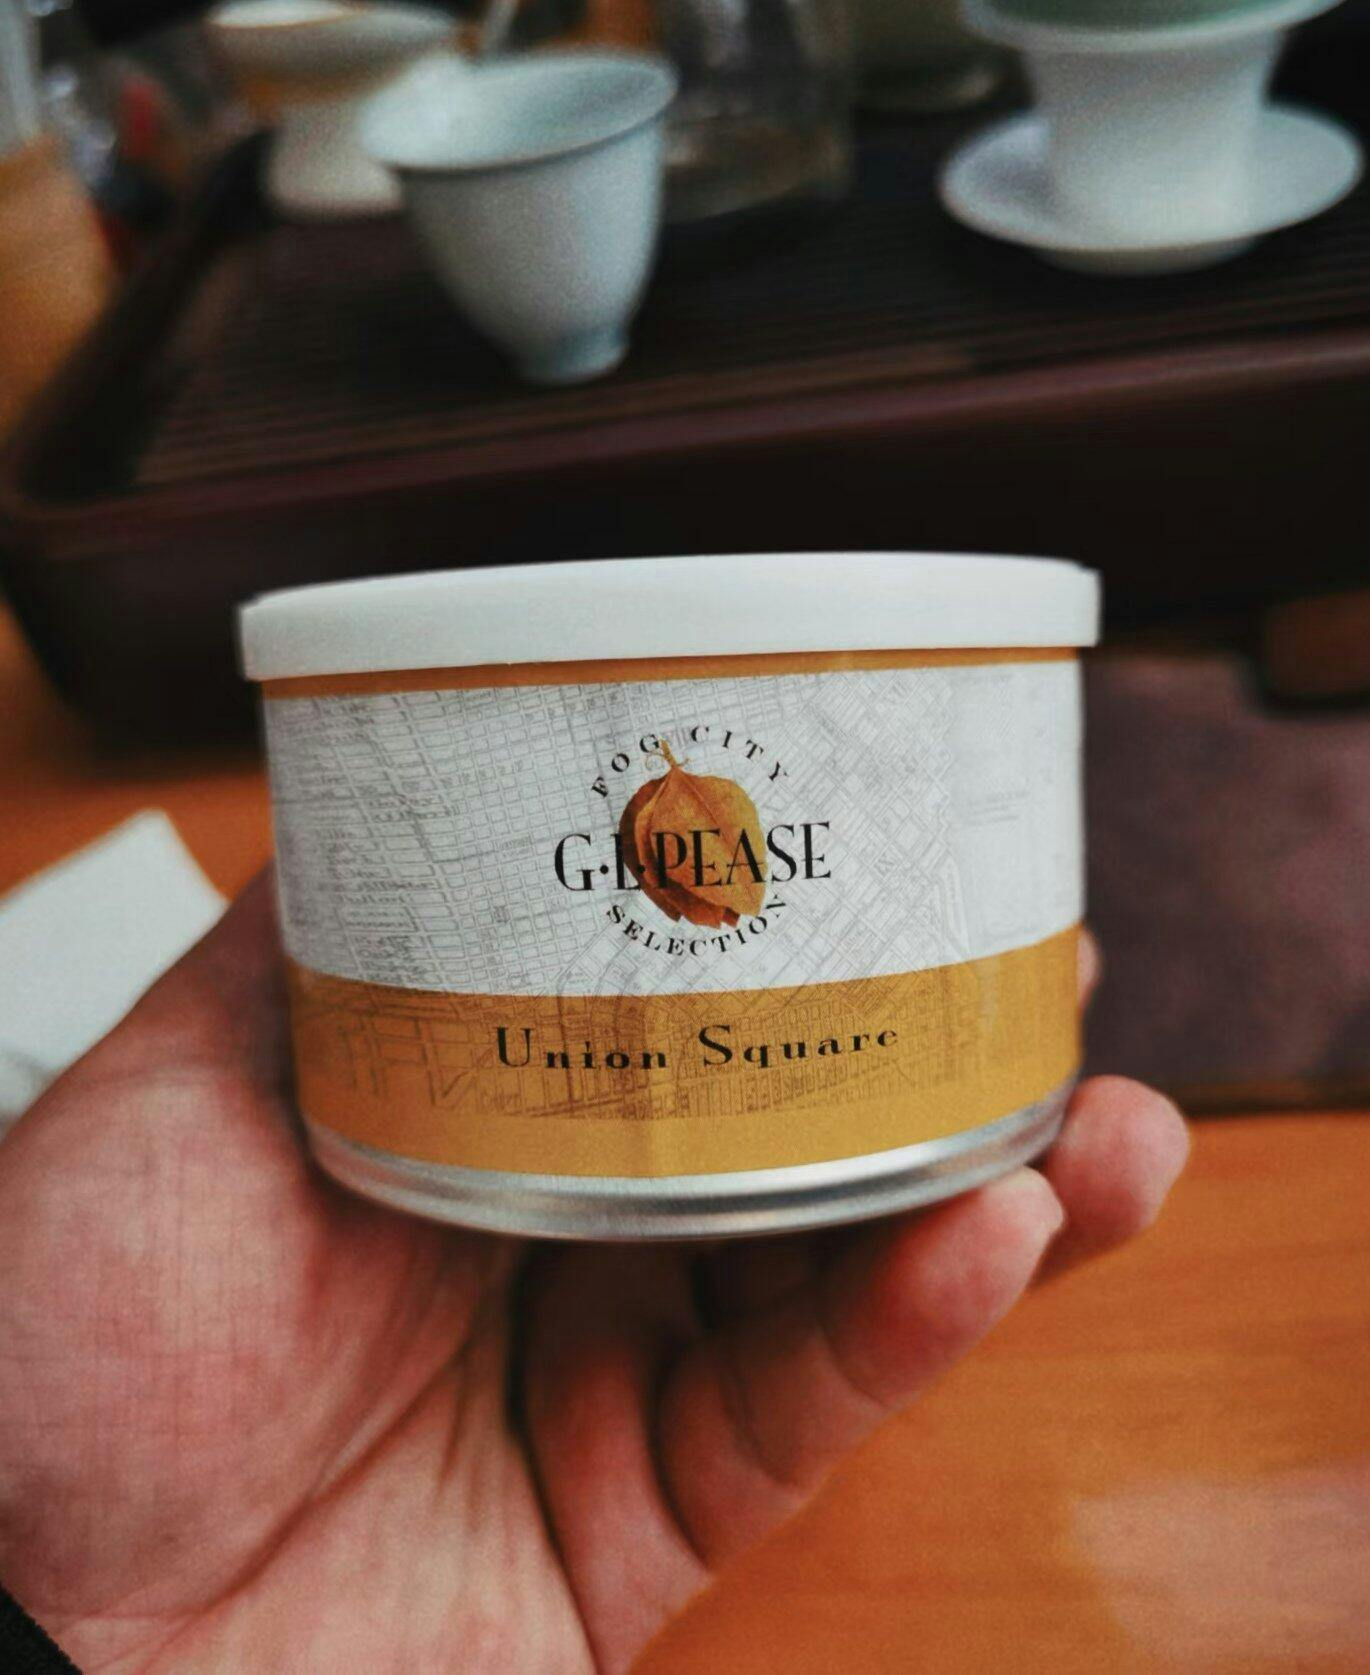 FOG CITY
G·L·PEASE
SELECTION
Union Square